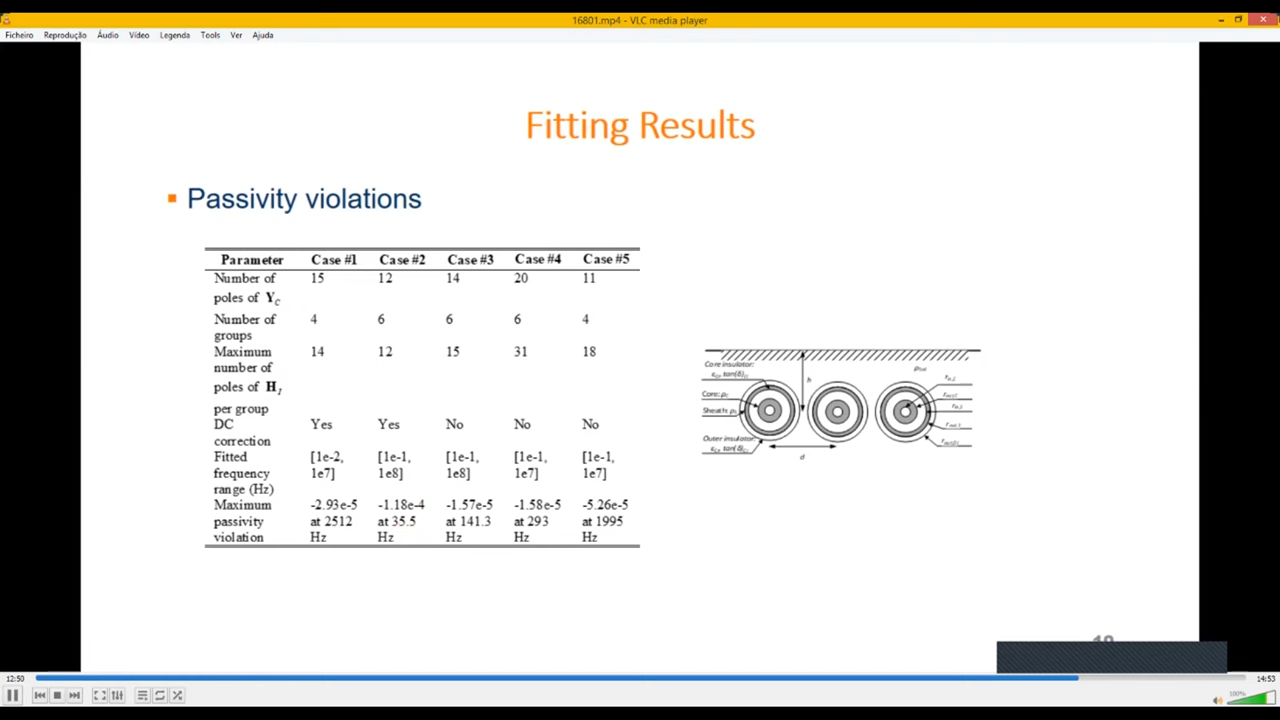 16801.mp4 - VLC media player
Ficheiro Reprodução Áudio Vídeo Legenda Tools Ver Ajuda
Fitting Results
Passivity violations
Parameter Case #1 Case #2 Case #3 Case #4 Case #5
Number of 15 12 14 20 11
poles of Y_C
Number of 4 6 6 6 4
groups
Maximum 14 12 15 31 18
number of
poles of H_I
per group
DC Yes Yes No No No
correction
Fitted [1e-2, [1e-1, [1e-1, [1e-1, [1e-1,
frequency 1e7] 1e8] 1e8] 1e7] 1e7]
range (Hz)
Maximum -2.93e-5 -1.18e-4 -1.57e-5 -1.58e-5 -5.26e-5
passivity at 2512 at 35.5 at 141.3 at 293 at 1995
violation Hz Hz Hz Hz Hz
Core insulator:
h
Core:
Sheath:
Outer insulator:
d
12:50
14:53
100%